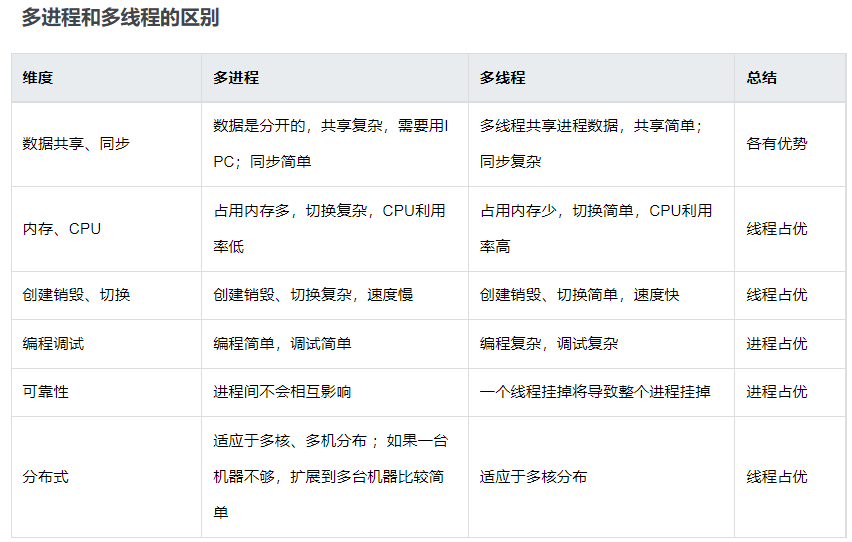 多进程和多线程的区别
维度 多进程 多线程 总结
数据共享、同步 数据是分开的，共享复杂，需要用I
PC；同步简单 多线程共享进程数据，共享简单；
同步复杂 各有优势
内存、CPU 占用内存多，切换复杂，CPU利用
率低 占用内存少，切换简单，CPU利用
率高 线程占优
创建销毁、切换 创建销毁、切换复杂，速度慢 创建销毁、切换简单，速度快 线程占优
编程调试 编程简单，调试简单 编程复杂，调试复杂 进程占优
可靠性 进程间不会相互影响 一个线程挂掉将导致整个进程挂掉 进程占优
分布式 适应于多核、多机分布 ；如果一台
机器不够，扩展到多台机器比较简
单 适应于多核分布 线程占优